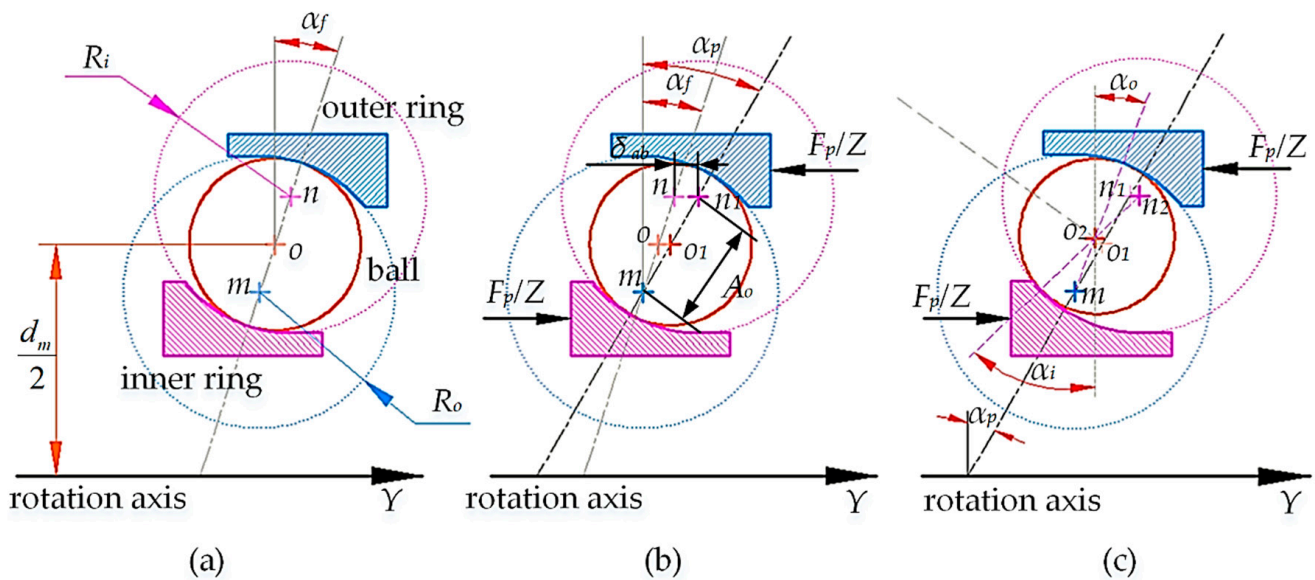 αf
Ri
outer ring
n
o
ball
m
dm/2
inner ring
Ro
rotation axis
Y
(a)
αp
αf
δab
Fp/Z
n
n1
o
o1
m
Ao
Fp/Z
rotation axis
Y
(b)
αo
Fp/Z
n1
n2
o2
o1
m
Fp/Z
αi
αp
rotation axis
Y
(c)